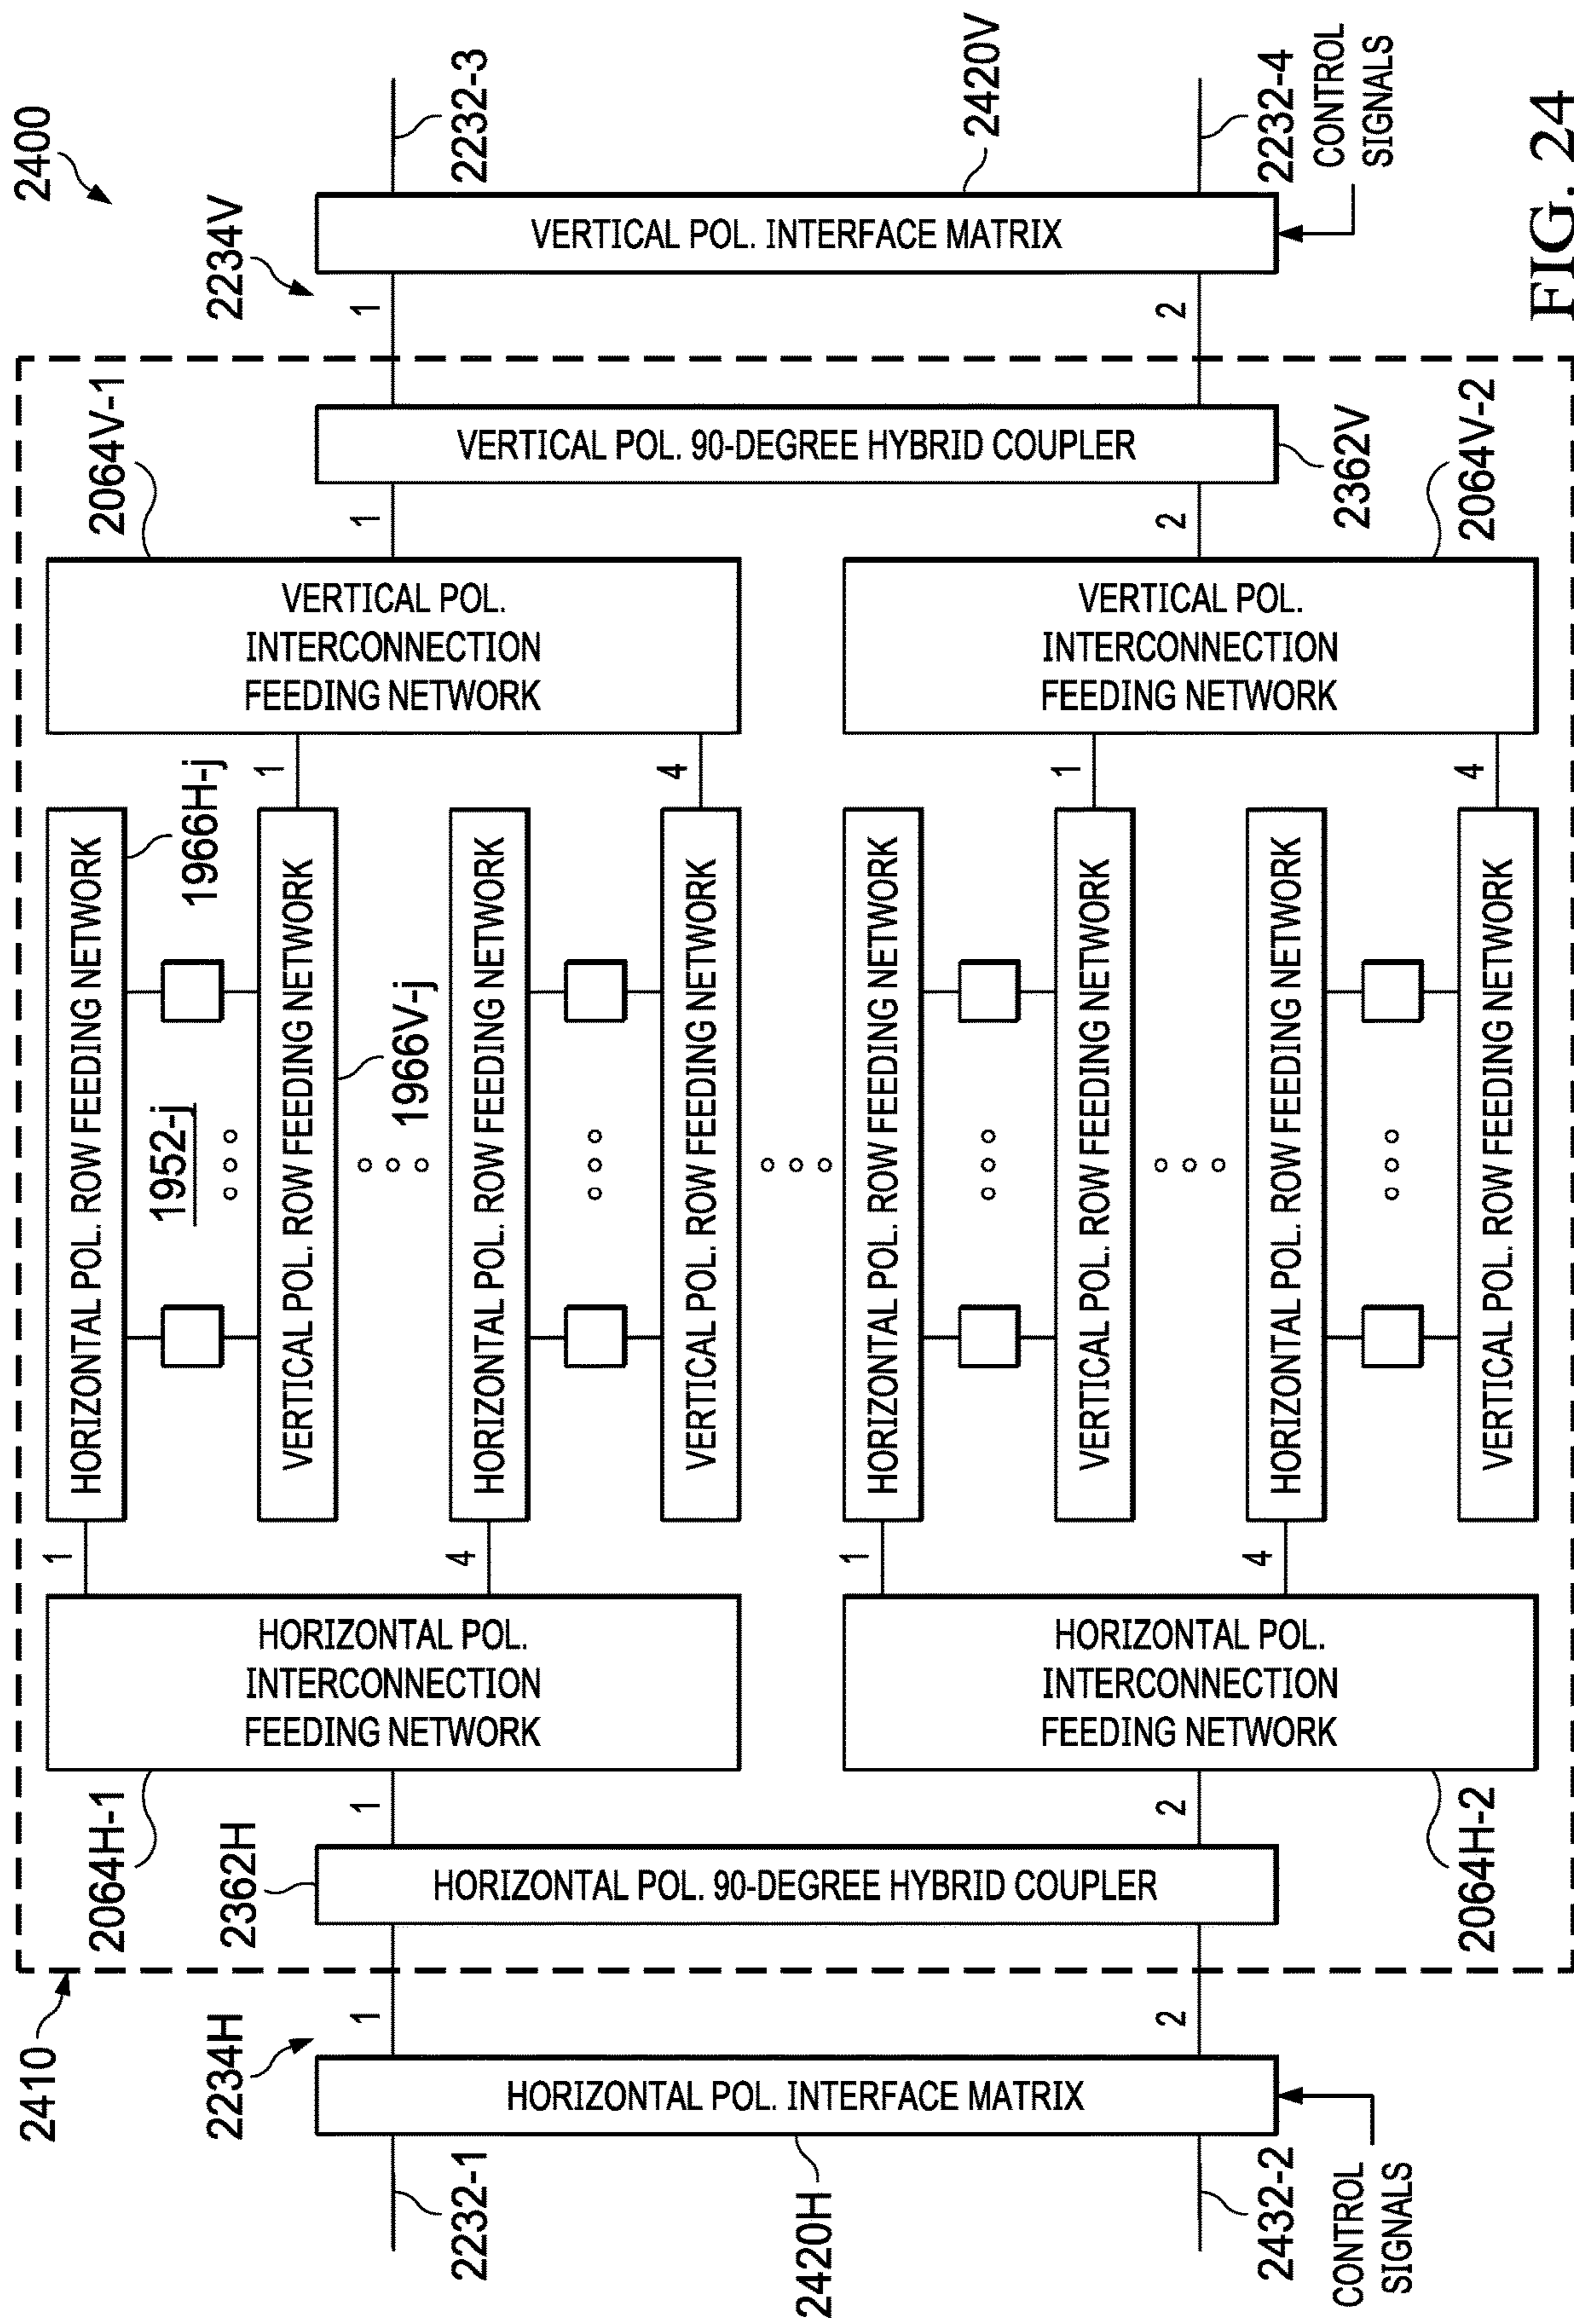 2400
2410
2234H
2064H-1
2362H
2064V-1
2234V
2232-1
1
1
1
1
1
1
2232-3
HORIZONTAL POL. INTERFACE MATRIX
HORIZONTAL POL. 90-DEGREE HYBRID COUPLER
HORIZONTAL POL.
INTERCONNECTION
FEEDING NETWORK
HORIZONTAL POL. ROW FEEDING NETWORK
1952-j
1966H-j
VERTICAL POL. ROW FEEDING NETWORK
1966V-j
4
HORIZONTAL POL. ROW FEEDING NETWORK
VERTICAL POL. ROW FEEDING NETWORK
4
VERTICAL POL.
INTERCONNECTION
FEEDING NETWORK
VERTICAL POL. 90-DEGREE HYBRID COUPLER
VERTICAL POL. INTERFACE MATRIX
2420H
2420V
HORIZONTAL POL.
INTERCONNECTION
FEEDING NETWORK
1
HORIZONTAL POL. ROW FEEDING NETWORK
VERTICAL POL. ROW FEEDING NETWORK
1
4
HORIZONTAL POL. ROW FEEDING NETWORK
VERTICAL POL. ROW FEEDING NETWORK
4
VERTICAL POL.
INTERCONNECTION
FEEDING NETWORK
2432-2
2
2
2
2
2232-4
CONTROL
SIGNALS
2064H-2
2362V
2064V-2
CONTROL
SIGNALS
FIG. 24